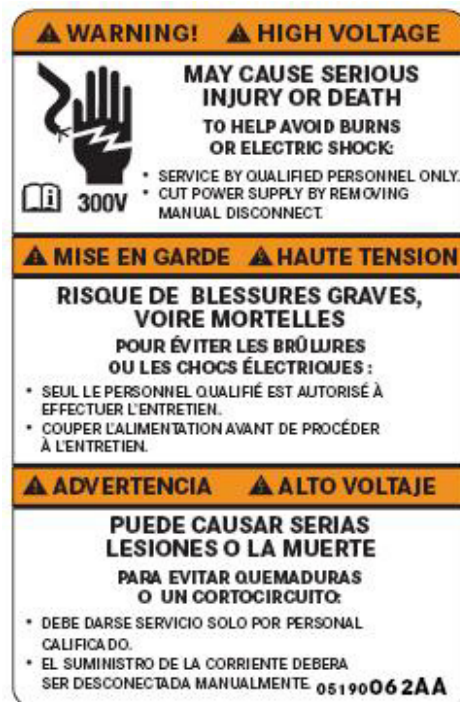 WARNING! HIGH VOLTAGE
MAY CAUSE SERIOUS
INJURY OR DEATH
TO HELP AVOID BURNS
OR ELECTRIC SHOCK:
• SERVICE BY QUALIFIED PERSONNEL ONLY.
• CUT POWER SUPPLY BY REMOVING
MANUAL DISCONNECT.
300V
MISE EN GARDE HAUTE TENSION
RISQUE DE BLESSURES GRAVES,
VOIRE MORTELLES
POUR ÉVITER LES BRÛLURES
OU LES CHOCS ÉLECTRIQUES :
• SEUL LE PERSONNEL QUALIFIÉ EST AUTORISÉ À
EFFECTUER L'ENTRETIEN.
• COUPER L'ALIMENTATION AVANT DE PROCÉDER
À L'ENTRETIEN.
ADVERTENCIA ALTO VOLTAJE
PUEDE CAUSAR SERIAS
LESIONES O LA MUERTE
PARA EVITAR QUEMADURAS
O UN CORTOCIRCUITO:
• DEBE DARSE SERVICIO SOLO POR PERSONAL
CALIFICADO.
• EL SUMINISTRO DE LA CORRIENTE DEBERA
SER DESCONECTADA MANUALMENTE. 05190062AA